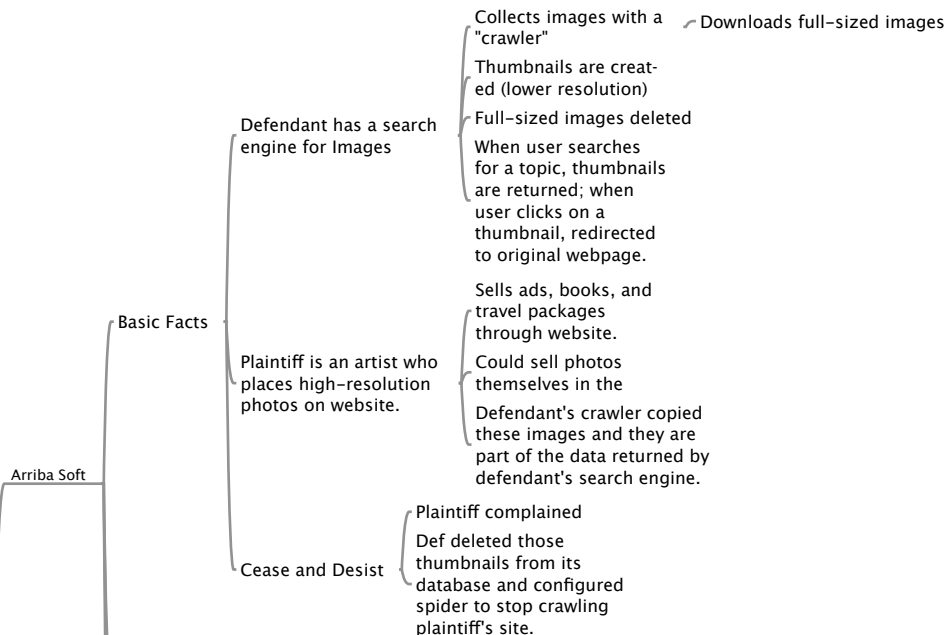 Collects images with a
"crawler"
Downloads full-sized images
Thumbnails are creat-
ed (lower resolution)
Full-sized images deleted
Defendant has a search
engine for Images
When user searches
for a topic, thumbnails
are returned; when
user clicks on a
thumbnail, redirected
to original webpage.
Basic Facts
Sells ads, books, and
travel packages
through website.
Plaintiff is an artist who
places high-resolution
photos on website.
Could sell photos
themselves in the
Defendant's crawler copied
these images and they are
part of the data returned by
defendant's search engine.
Arriba Soft
Cease and Desist
Plaintiff complained
Def deleted those
thumbnails from its
database and configured
spider to stop crawling
plaintiff's site.